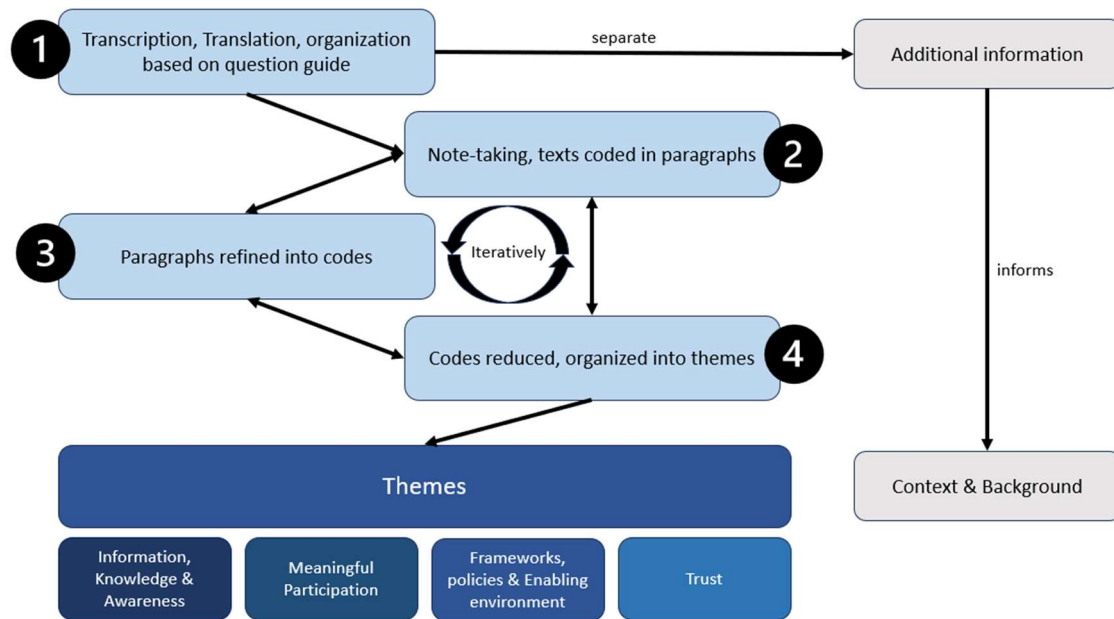 1
Transcription, Translation, organization
based on question guide
separate
Additional information
Note-taking, texts coded in paragraphs
2
3
Paragraphs refined into codes
Iteratively
informs
Codes reduced, organized into themes
4
Themes
Context & Background
Information,
Knowledge &
Awareness
Meaningful
Participation
Frameworks,
policies & Enabling
environment
Trust